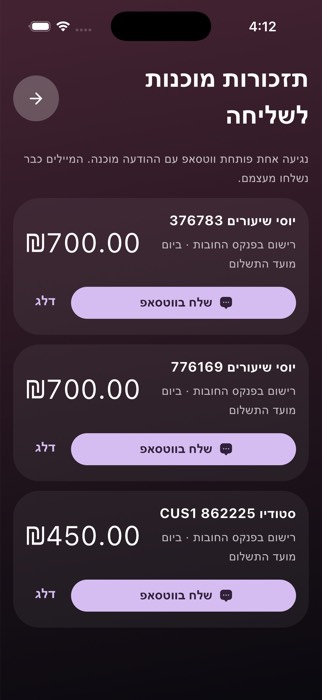 4:12
תזכורות מוכנות
לשליחה
נגיעה אחת פותחת ווטסאפ עם ההודעה מוכנה. המיילים כבר
נשלחו מעצמם.
יוסי שיעורים 376783
רישום בפנקס החובות · ביום
מועד התשלום
₪700.00
שלח בווטסאפ
דלג
יוסי שיעורים 776169
רישום בפנקס החובות · ביום
מועד התשלום
₪700.00
שלח בווטסאפ
דלג
סטודיו CUS1 862225
רישום בפנקס החובות · ביום
מועד התשלום
₪450.00
שלח בווטסאפ
דלג